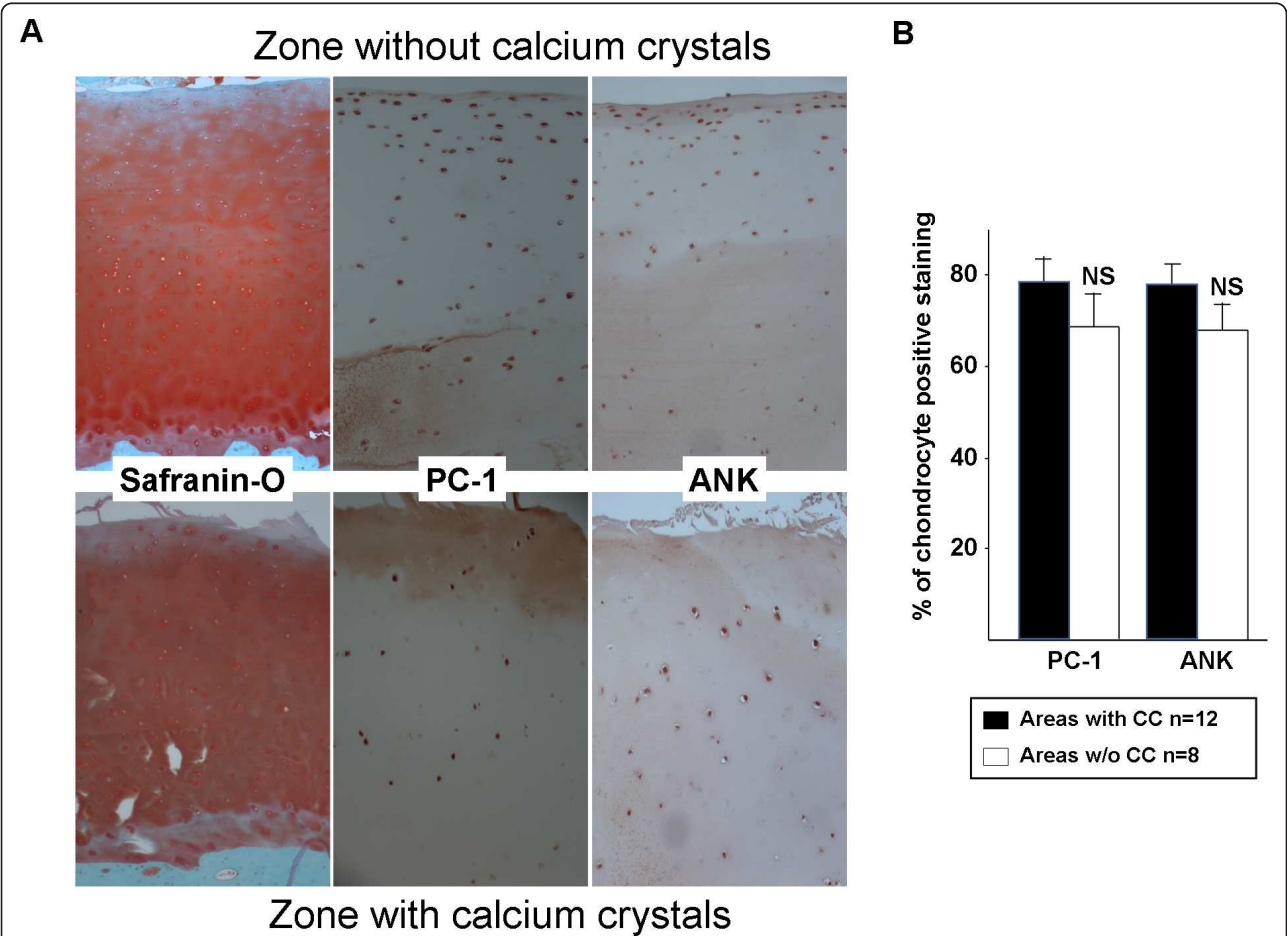 A
Zone without calcium crystals
Safranin-O
PC-1
ANK
Zone with calcium crystals
B
% of chondrocyte positive staining
80
60
40
20
NS
NS
PC-1
ANK
Areas with CC n=12
Areas w/o CC n=8